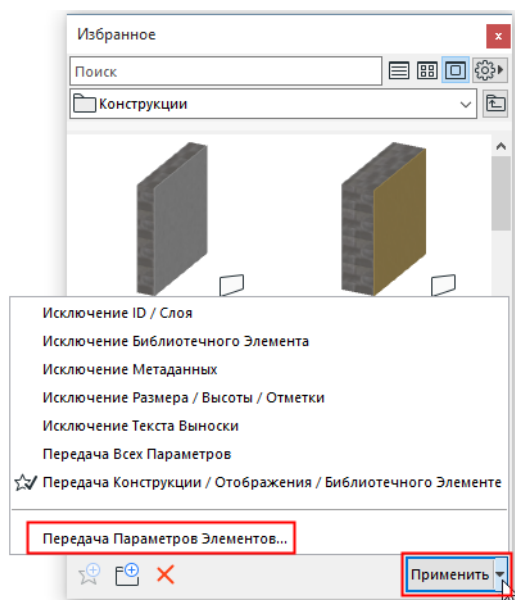 Избранное
Поиск
Конструкции
Исключение ID / Слоя
Исключение Библиотечного Элемента
Исключение Метаданных
Исключение Размера / Высоты / Отметки
Исключение Текста Выноски
Передача Всех Параметров
Передача Конструкции / Отображения / Библиотечного Элементе
Передача Параметров Элементов...
Применить